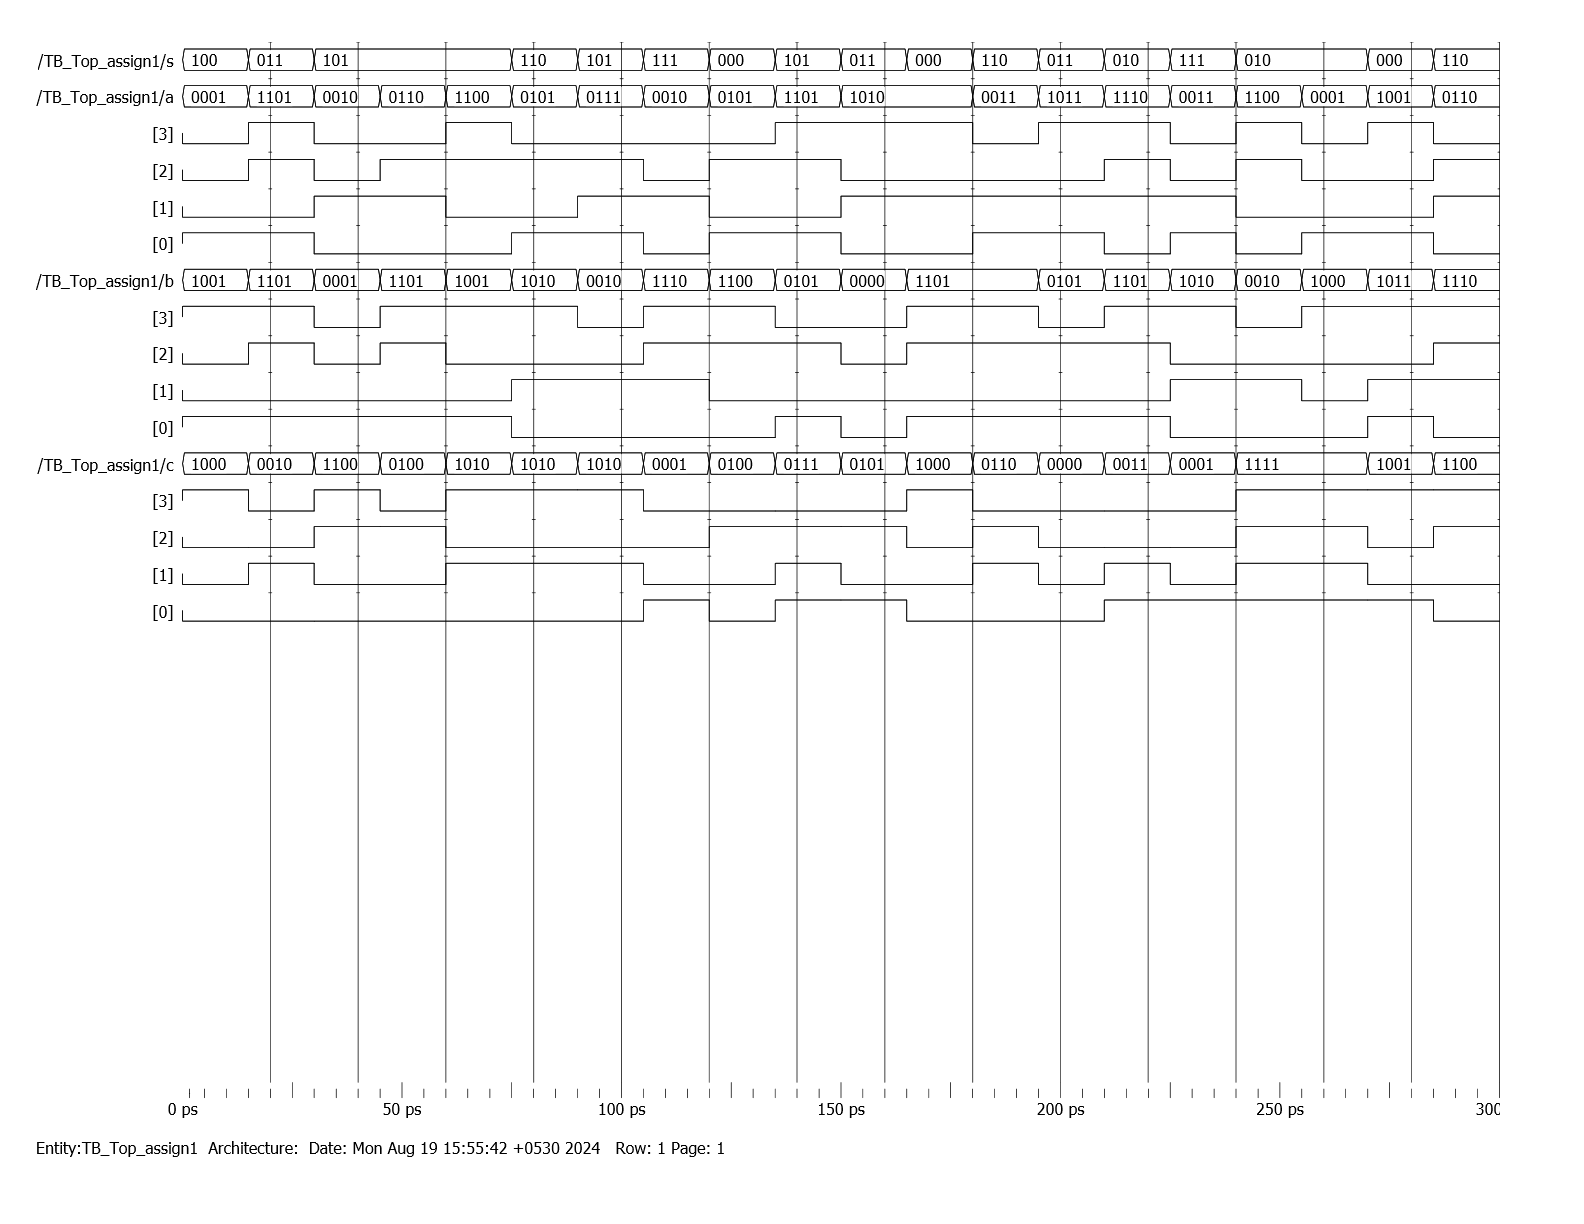 /TB_Top_assign1/s 100 011 101 110 101 111 000 101 011 000 110 011 010 111 010 000 110
/TB_Top_assign1/a 0001 1101 0010 0110 1100 0101 0111 0010 0101 1101 1010 0011 1011 1110 0011 1100 0001 1001 0110
[3]
[2]
[1]
[0]
/TB_Top_assign1/b 1001 1101 0001 1101 1001 1010 0010 1110 1100 0101 0000 1101 0101 1101 1010 0010 1000 1011 1110
[3]
[2]
[1]
[0]
/TB_Top_assign1/c 1000 0010 1100 0100 1010 1010 1010 0001 0100 0111 0101 1000 0110 0000 0011 0001 1111 1001 1100
[3]
[2]
[1]
[0]
0 ps 50 ps 100 ps 150 ps 200 ps 250 ps 300
Entity:TB_Top_assign1 Architecture: Date: Mon Aug 19 15:55:42 +0530 2024 Row: 1 Page: 1